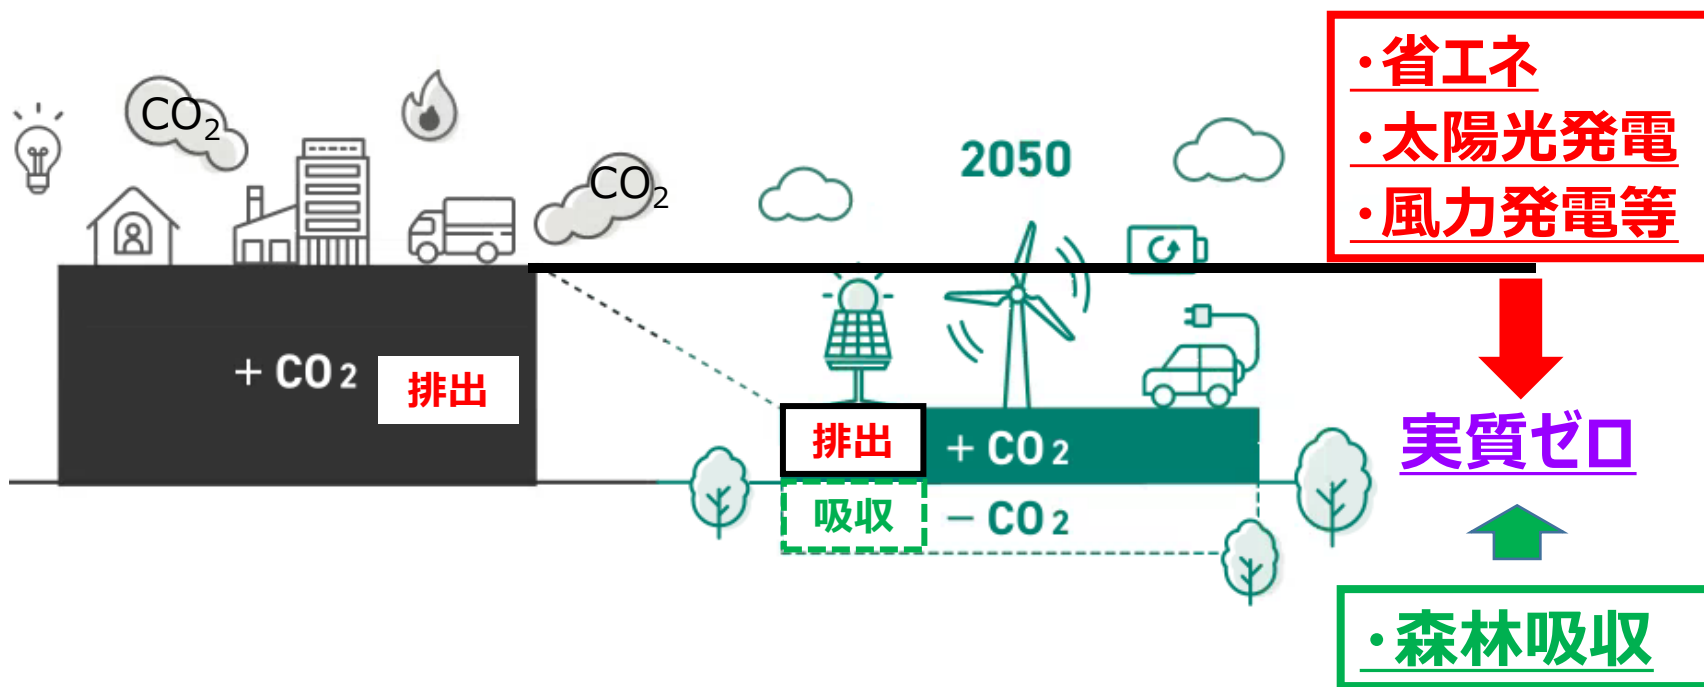 CO2
CO2
+ CO2
排出
2050
排出
+ CO2
吸収
− CO2
・省エネ
・太陽光発電
・風力発電等
実質ゼロ
・森林吸収